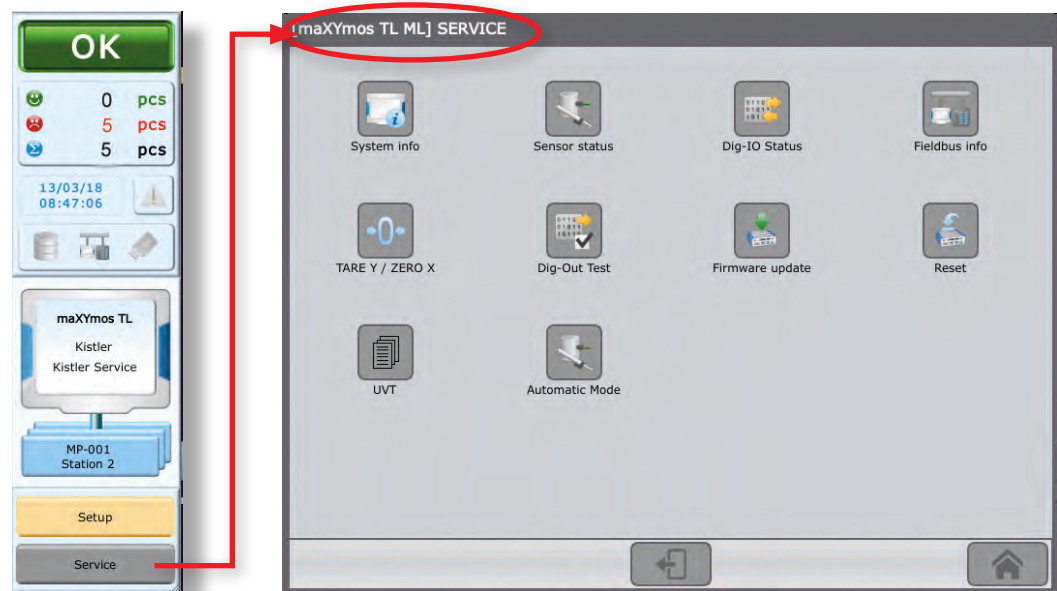 OK
0 pcs
5 pcs
5 pcs
13/03/18
08:47:06
maXYmos TL
Kistler
Kistler Service
MP-001
Station 2
Setup
Service
[maXYmos TL ML] SERVICE
System info
Sensor status
Dig-IO Status
Fieldbus info
TARE Y / ZERO X
Dig-Out Test
Firmware update
Reset
UVT
Automatic Mode